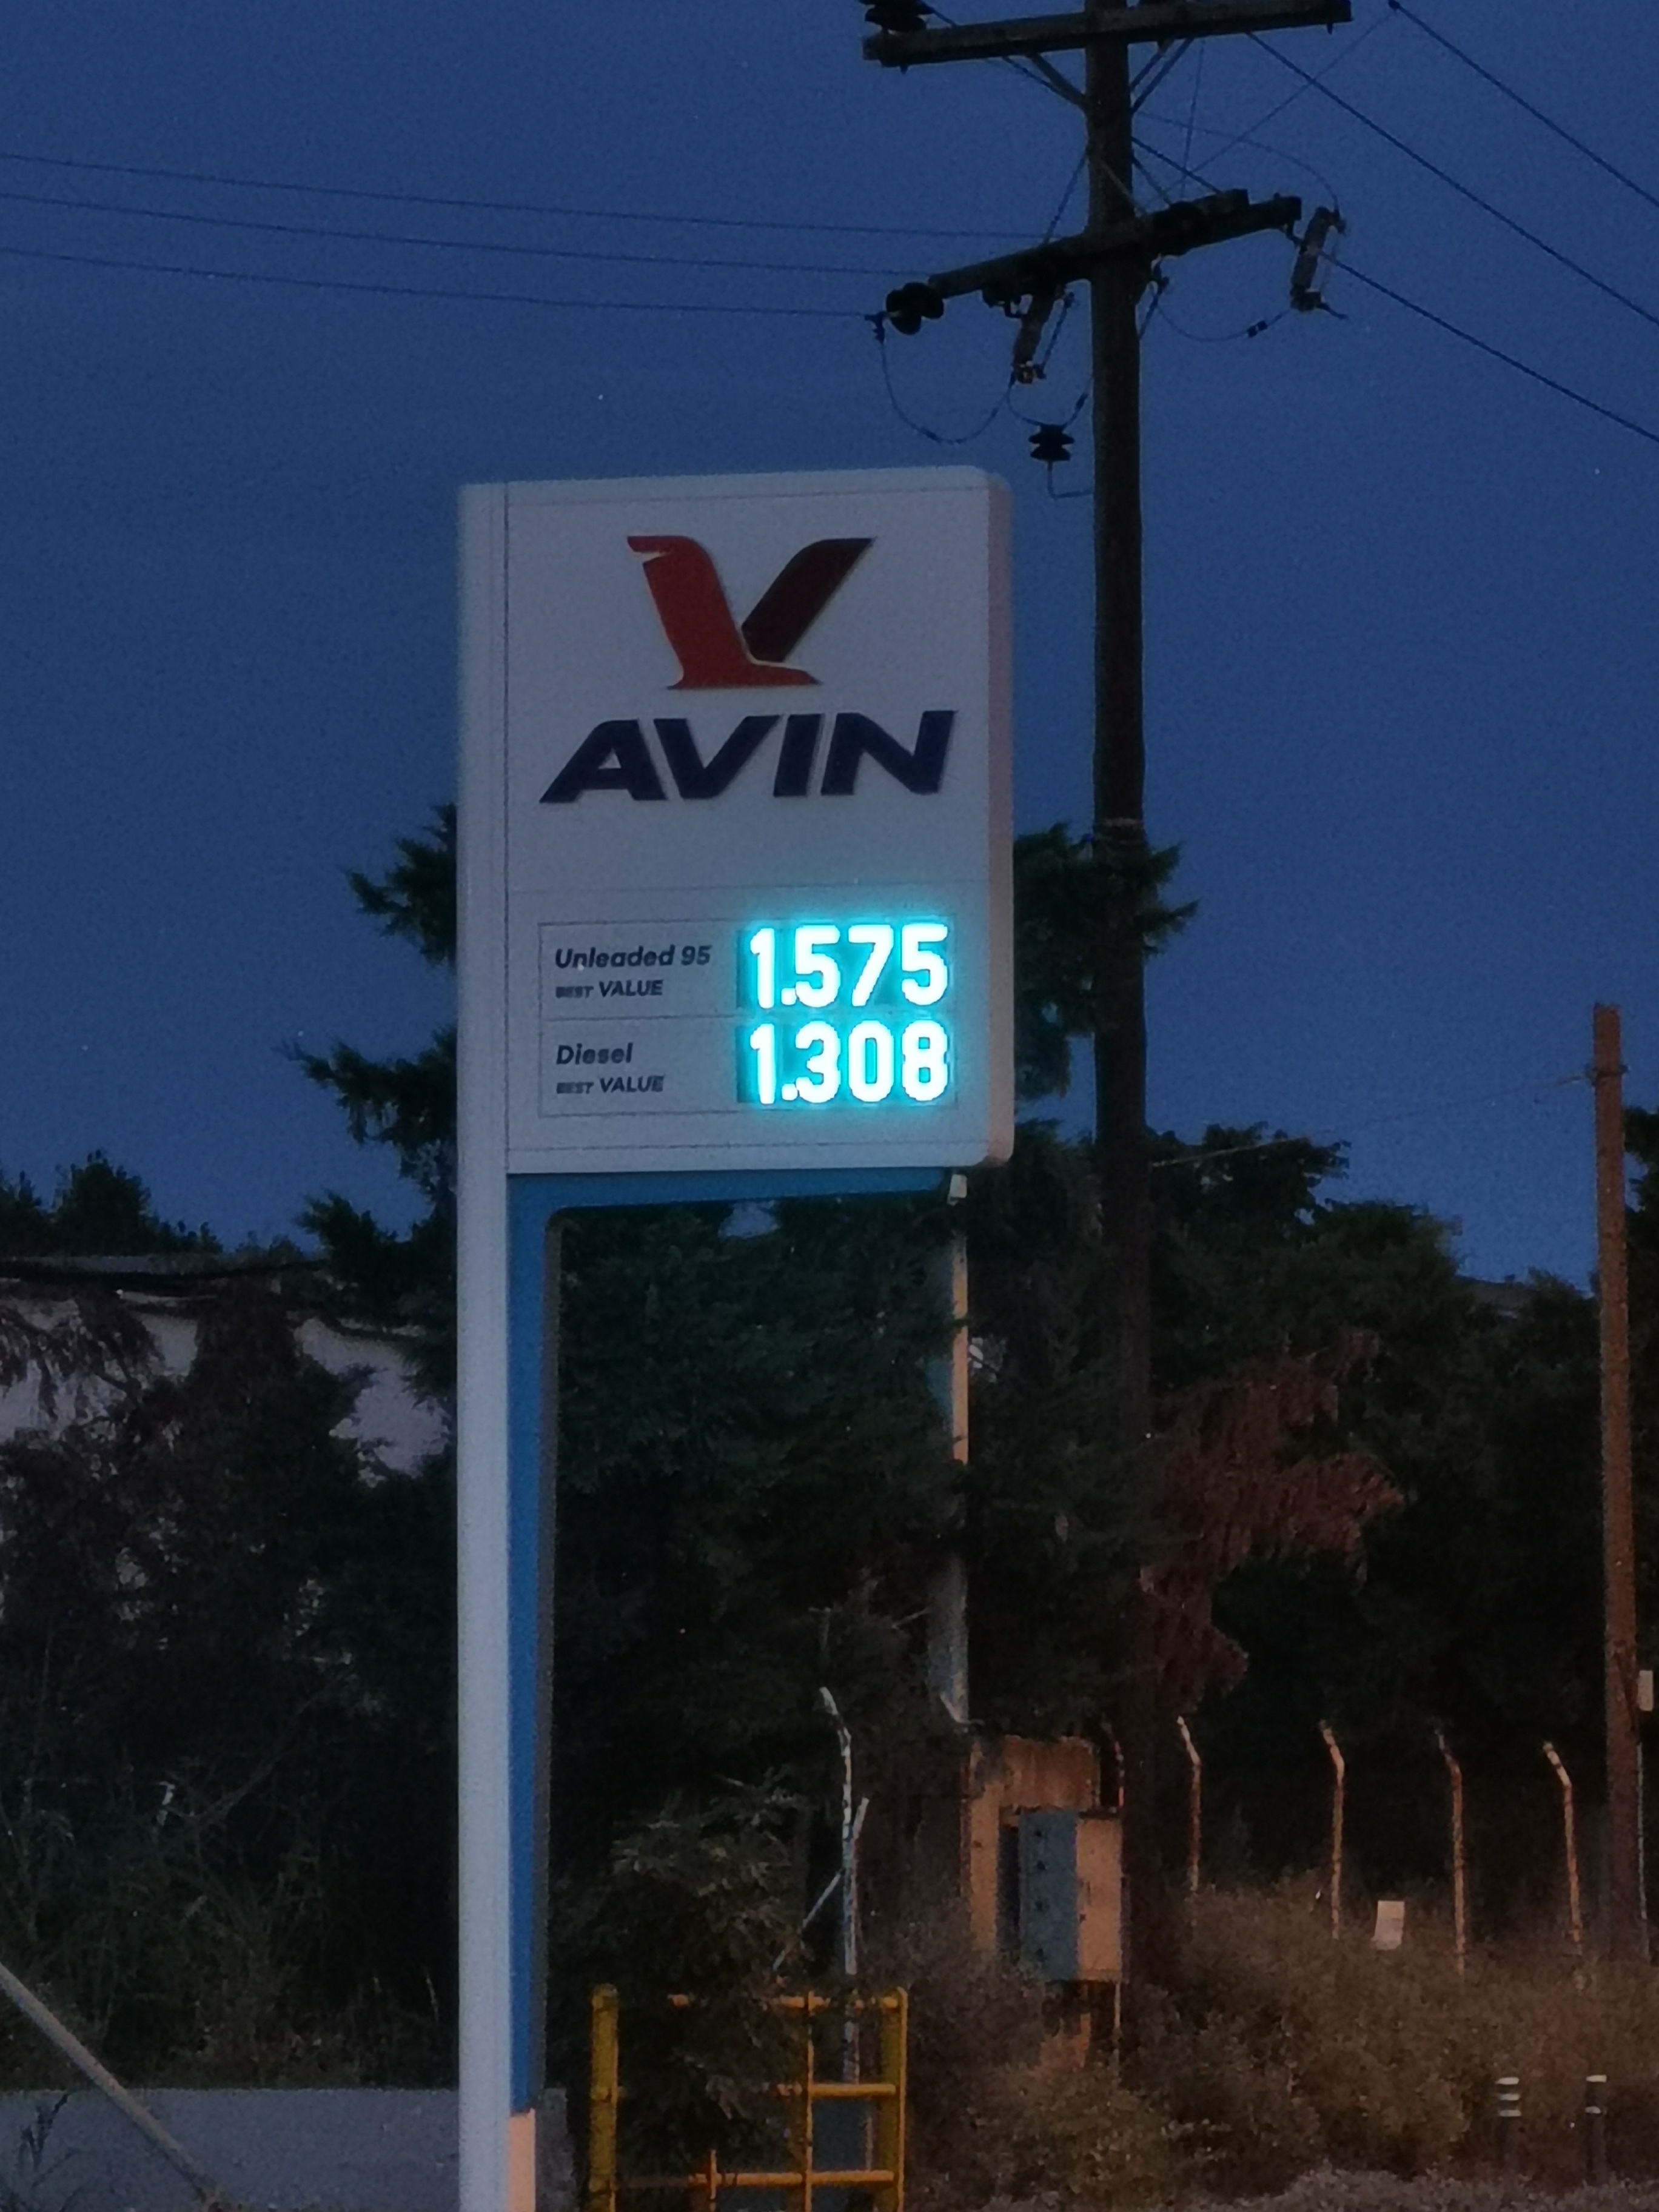 AVIN
Unleaded 95 1.575
BEST VALUE
Diesel 1.308
BEST VALUE